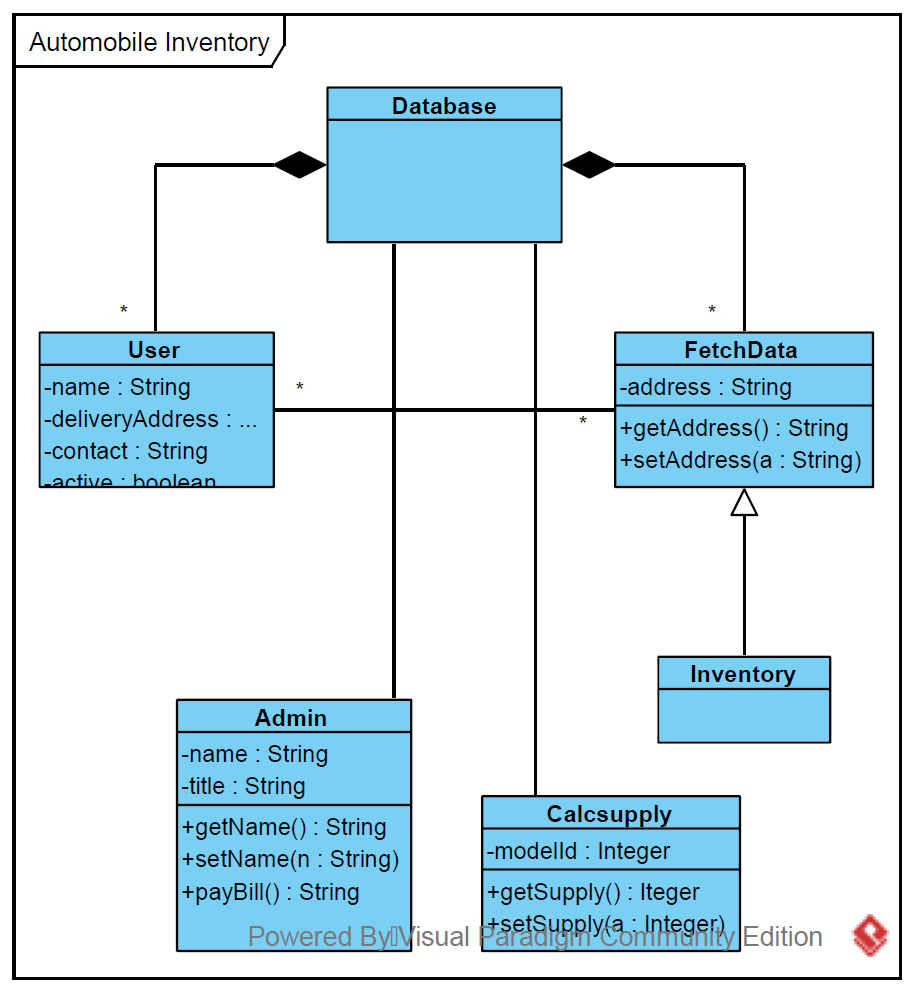 Automobile Inventory
Database
*
*
User
-name : String
-deliveryAddress : ...
-contact : String
-active : boolean
*
*
FetchData
-address : String
+getAddress() : String
+setAddress(a : String)
Inventory
Admin
-name : String
-title : String
+getName() : String
+setName(n : String)
+payBill() : String
Calcsupply
-modelId : Integer
+getSupply() : Iteger
+setSupply(a : Integer)
Powered By Visual Paradigm Community Edition